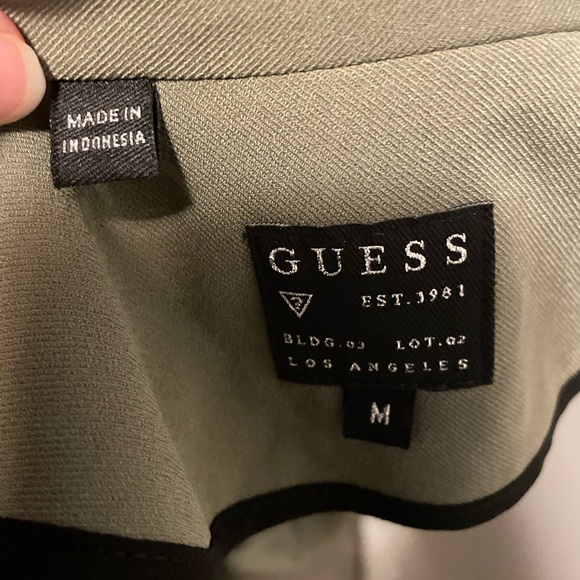 MADE IN
INDONESIA
GUESS
?
EST.1981
BLDG.03 LOT.02
LOS ANGELES
M